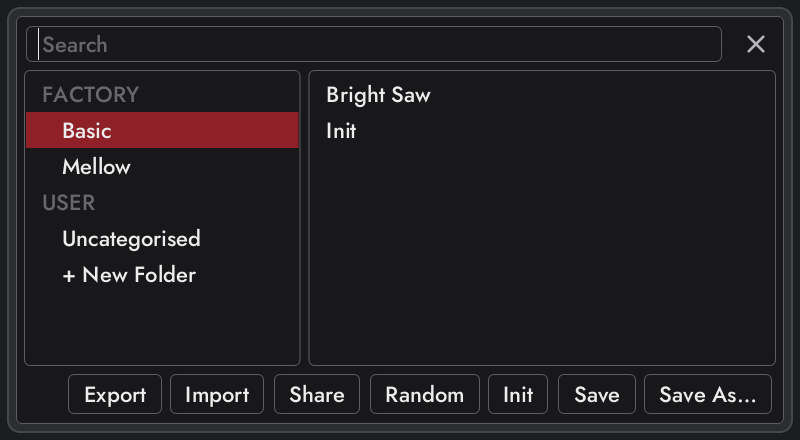 Search
FACTORY
Basic
Mellow
USER
Uncategorised
+ New Folder
Bright Saw
Init
Export Import Share Random Init Save Save As...